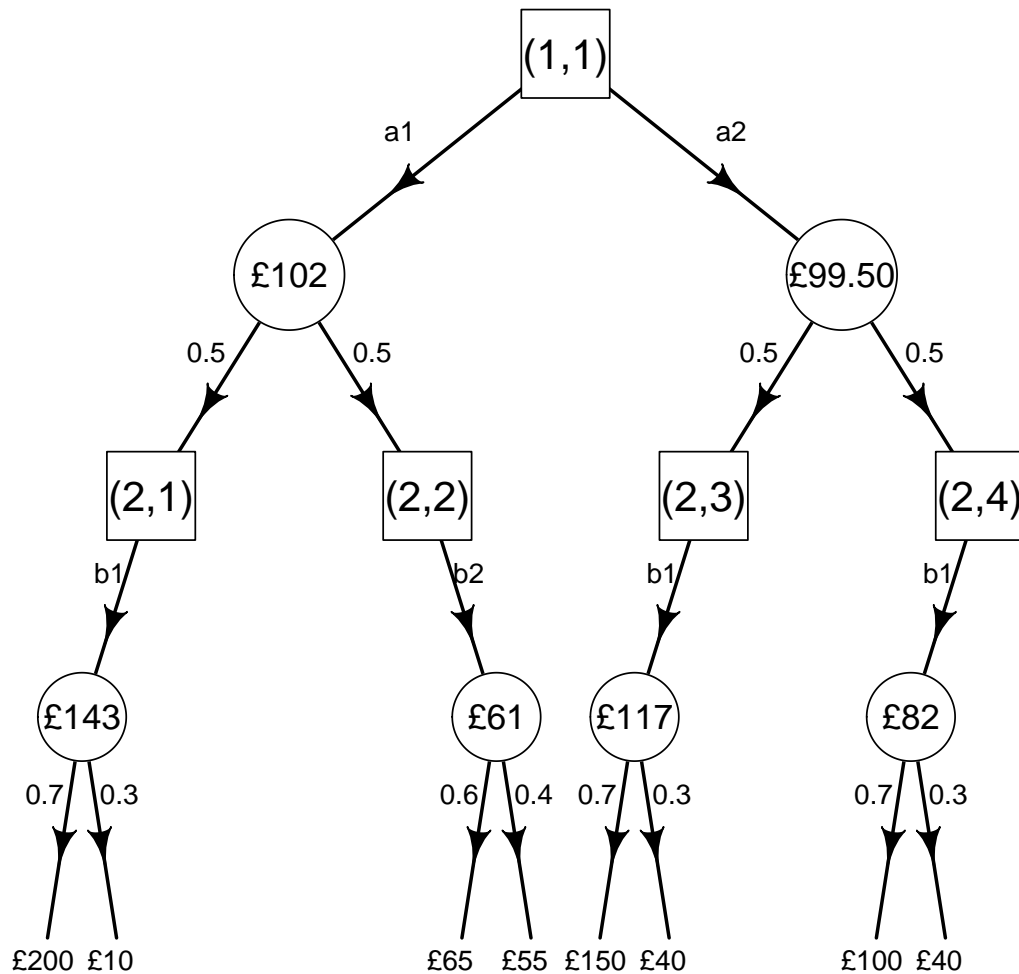 (1,1)
a1 a2
£102 £99.50
0.5 0.5 0.5 0.5
(2,1) (2,2) (2,3) (2,4)
b1 b2 b1 b1
£143 £61 £117 £82
0.7 0.3 0.6 0.4 0.7 0.3 0.7 0.3
£200 £10 £65 £55 £150 £40 £100 £40